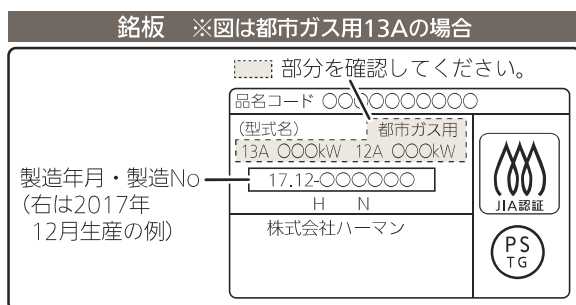 銘板 ※図は都市ガス用13Aの場合
部分を確認してください。
品名コード 〇〇〇〇〇〇〇〇〇〇
(型式名) 都市ガス用
13A 〇〇〇kW 12A 〇〇〇kW
製造年月・製造No
(右は2017年
12月生産の例)
17.12-〇〇〇〇〇〇
H N
株式会社ハーマン
JIA認証
PS
TG